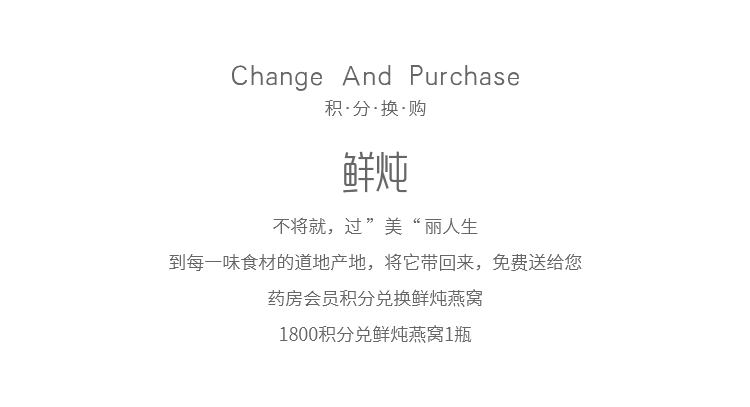 Change And Purchase
积·分·换·购
鲜炖
不将就，过”美“丽人生
到每一味食材的道地产地，将它带回来，免费送给您
药房会员积分兑换鲜炖燕窝
1800积分兑鲜炖燕窝1瓶